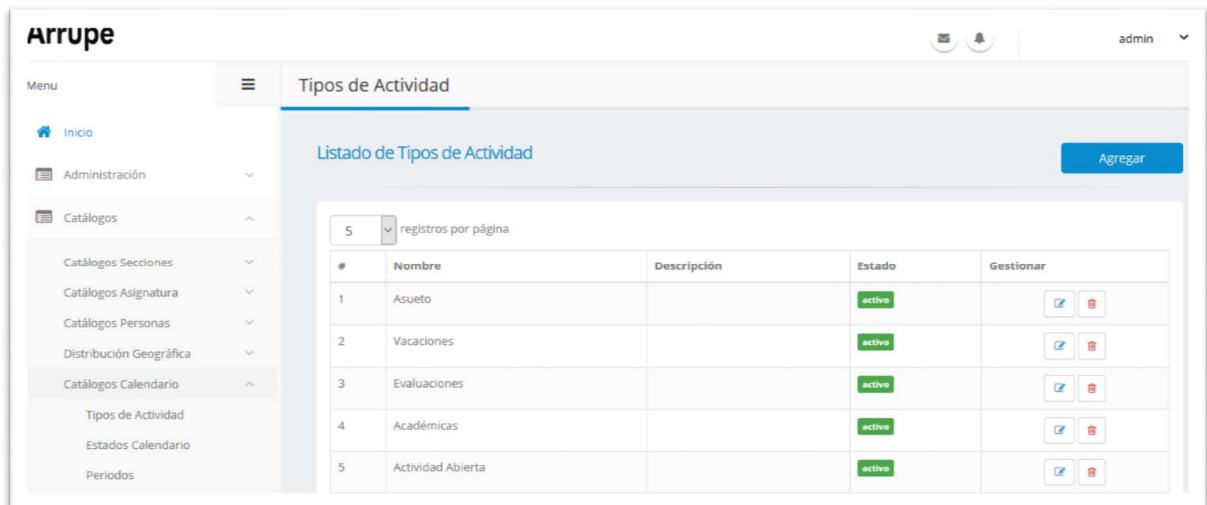 Arrupe
admin
Menu
Tipos de Actividad
Inicio
Administración
Catálogos
Catálogos Secciones
Catálogos Asignatura
Catálogos Personas
Distribución Geográfica
Catálogos Calendario
Tipos de Actividad
Estados Calendario
Periodos
Listado de Tipos de Actividad
Agregar
5 registros por página
# Nombre Descripción Estado Gestionar
1 Asueto activo
2 Vacaciones activo
3 Evaluaciones activo
4 Académicas activo
5 Actividad Abierta activo